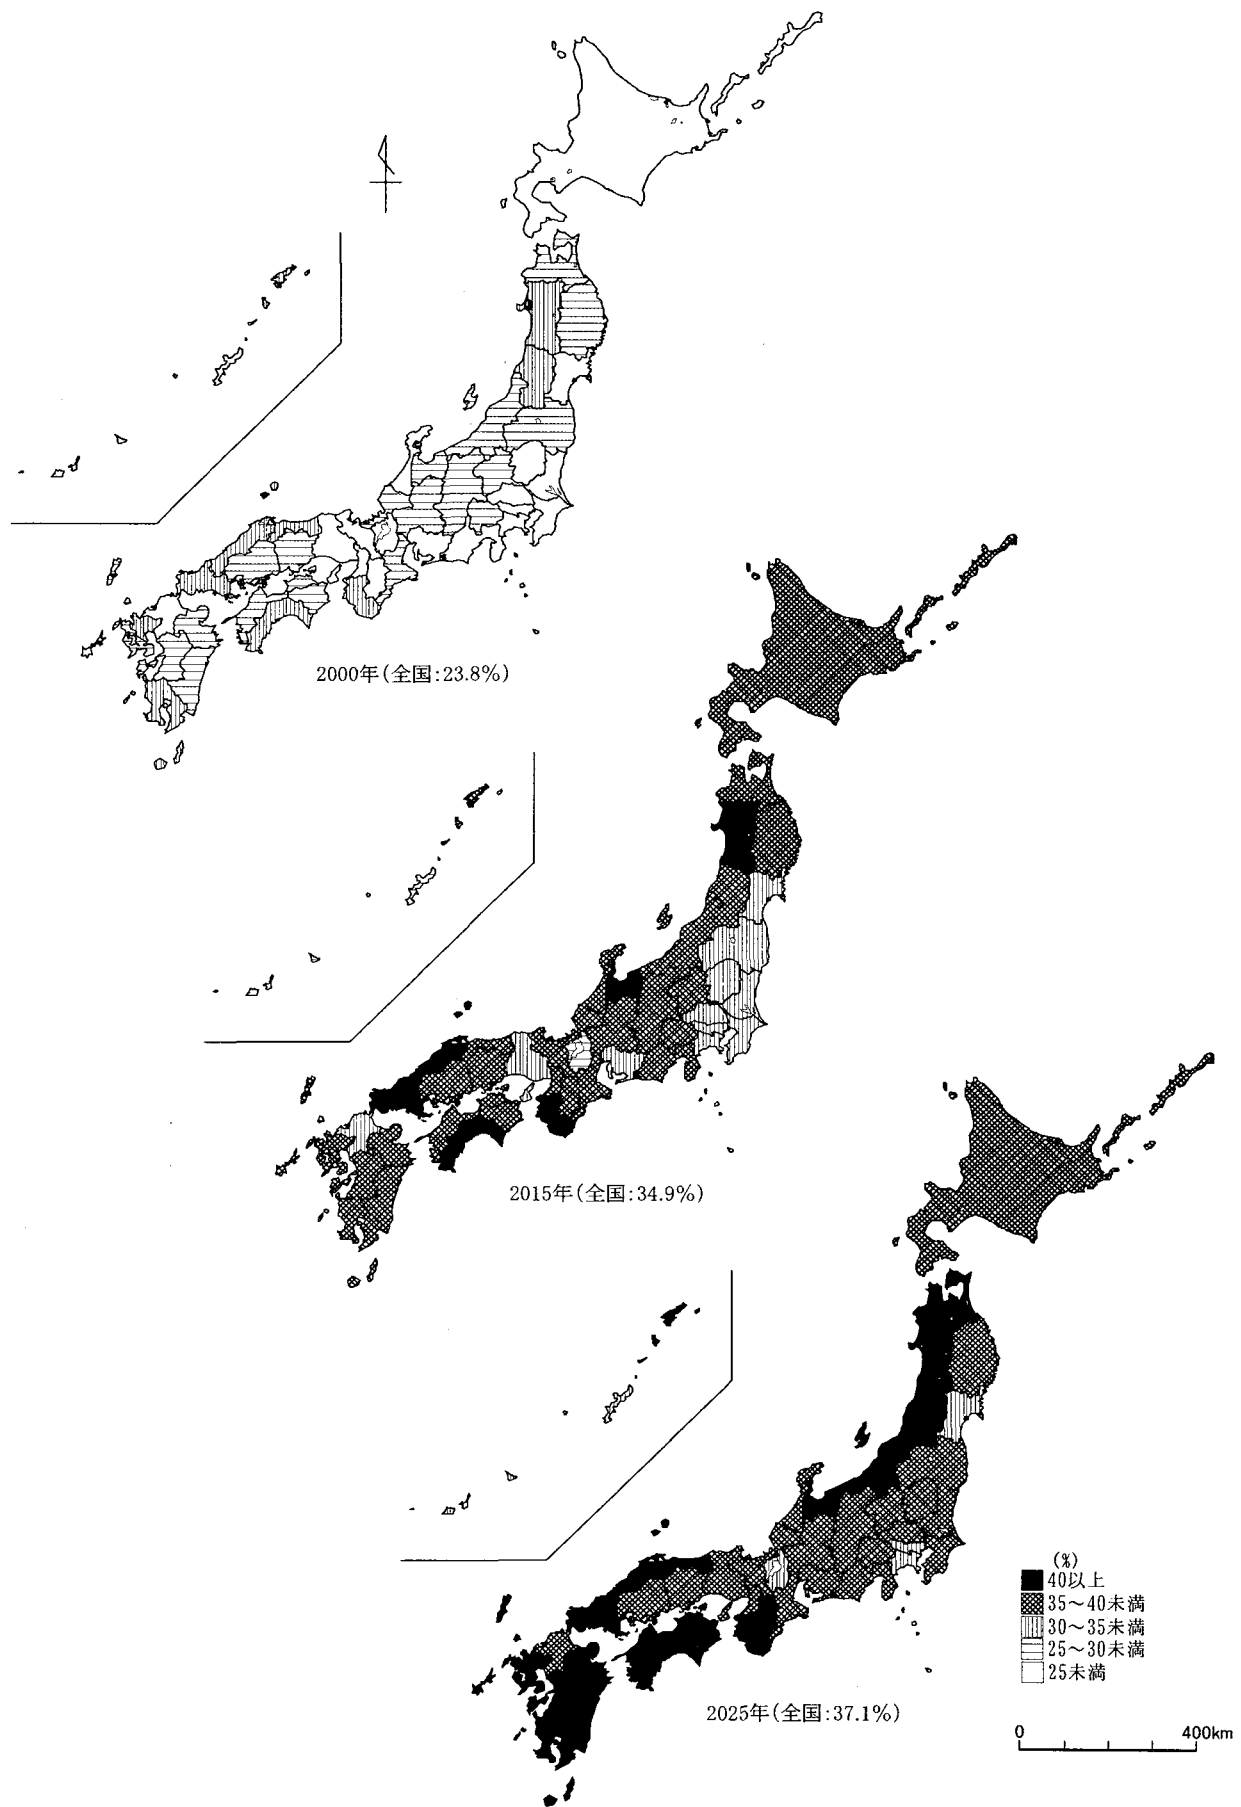 2000年(全国:23.8%)
2015年(全国:34.9%)
(%)
40以上
35〜40未満
30〜35未満
25〜30未満
25未満
2025年(全国:37.1%)
0 400km